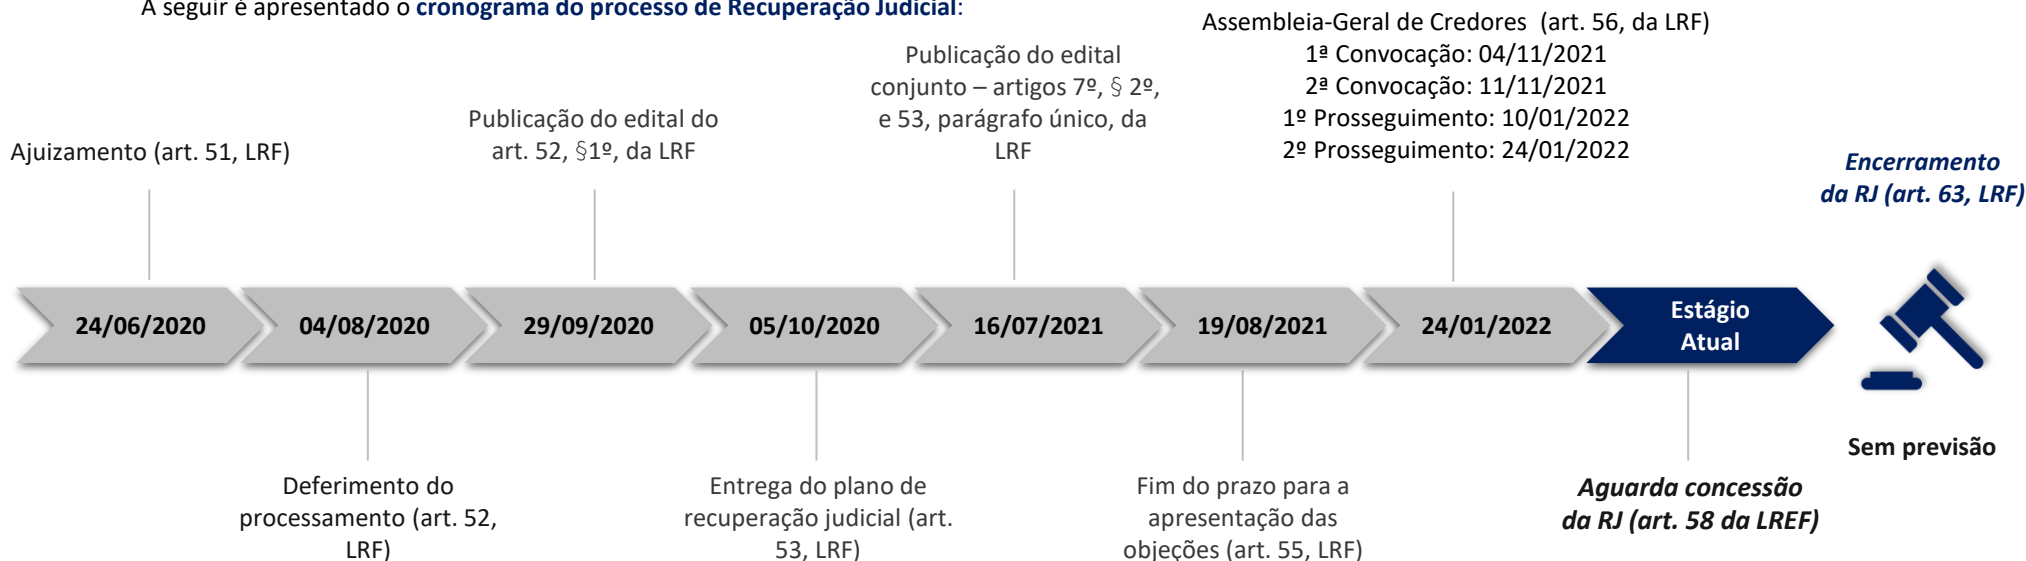 A seguir é apresentado o cronograma do processo de Recuperação Judicial:
Ajuizamento (art. 51, LRF)
Publicação do edital do
art. 52, §1º, da LRF
Publicação do edital
conjunto – artigos 7º, § 2º,
e 53, parágrafo único, da
LRF
Assembleia-Geral de Credores (art. 56, da LRF)
1ª Convocação: 04/11/2021
2ª Convocação: 11/11/2021
1º Prosseguimento: 10/01/2022
2º Prosseguimento: 24/01/2022
Encerramento
da RJ (art. 63, LRF)
24/06/2020
04/08/2020
29/09/2020
05/10/2020
16/07/2021
19/08/2021
24/01/2022
Estágio
Atual
Deferimento do
processamento (art. 52,
LRF)
Entrega do plano de
recuperação judicial (art.
53, LRF)
Fim do prazo para a
apresentação das
objeções (art. 55, LRF)
Aguarda concessão
da RJ (art. 58 da LREF)
Sem previsão